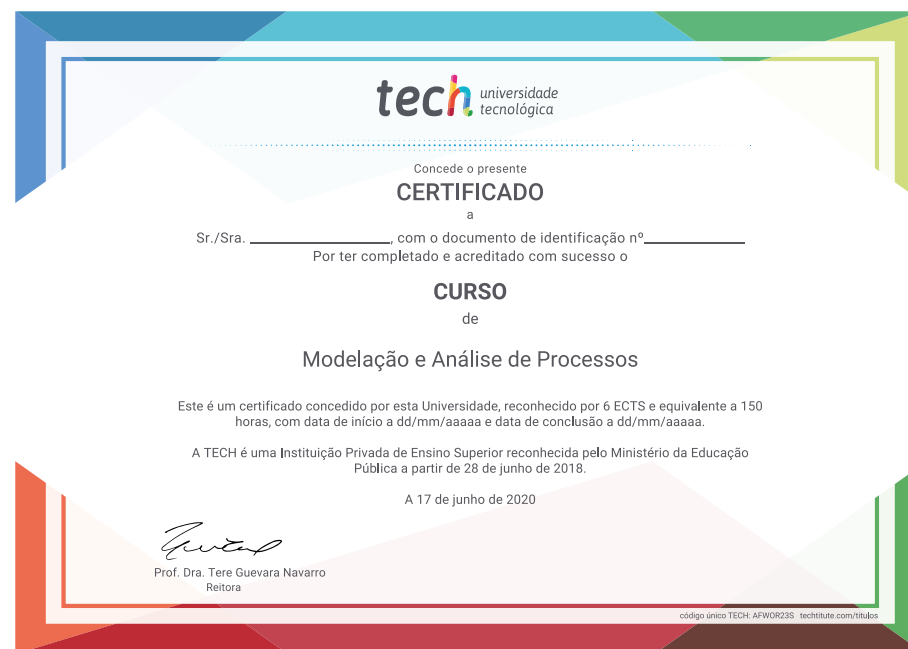 tech universidade
tecnológica
Concede o presente
CERTIFICADO
a
Sr./Sra. ____________________, com o documento de identificação nº______________
Por ter completado e acreditado com sucesso o
CURSO
de
Modelação e Análise de Processos
Este é um certificado concedido por esta Universidade, reconhecido por 6 ECTS e equivalente a 150
horas, com data de início a dd/mm/aaaaa e data de conclusão a dd/mm/aaaaa.
A TECH é uma Instituição Privada de Ensino Superior reconhecida pelo Ministério da Educação
Pública a partir de 28 de junho de 2018.
A 17 de junho de 2020
Prof. Dra. Tere Guevara Navarro
Reitora
código único TECH: AFWOR23S techtitute.com/titulos